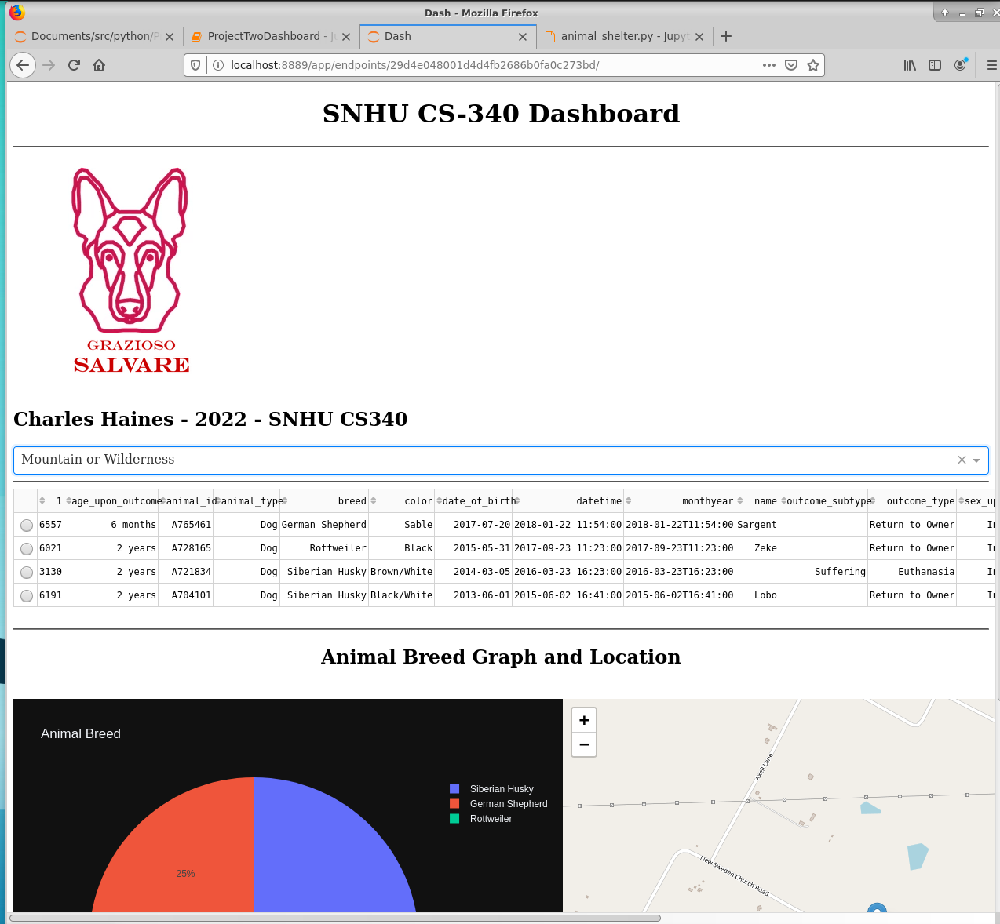 Dash - Mozilla Firefox
Documents/src/python/P
ProjectTwoDashboard - J
Dash
animal_shelter.py - Jupyt
localhost:8889/app/endpoints/29d4e048001d4d4fb2686b0fa0c273bd/
SNHU CS-340 Dashboard
GRAZIOSO
SALVARE
Charles Haines - 2022 - SNHU CS340
Mountain or Wilderness
1 age_upon_outcome animal_id animal_type breed color date_of_birth datetime monthyear name outcome_subtype outcome_type sex_up
6557 6 months A765461 Dog German Shepherd Sable 2017-07-20 2018-01-22 11:54:00 2018-01-22T11:54:00 Sargent Return to Owner In
6021 2 years A728165 Dog Rottweiler Black 2015-05-31 2017-09-23 11:23:00 2017-09-23T11:23:00 Zeke Return to Owner In
3130 2 years A721834 Dog Siberian Husky Brown/White 2014-03-05 2016-03-23 16:23:00 2016-03-23T16:23:00 Suffering Euthanasia In
6191 2 years A704101 Dog Siberian Husky Black/White 2013-06-01 2015-06-02 16:41:00 2015-06-02T16:41:00 Lobo Return to Owner In
Animal Breed Graph and Location
Animal Breed
Siberian Husky
German Shepherd
Rottweiler
25%
+
−
Axell Lane
New Sweden Church Road